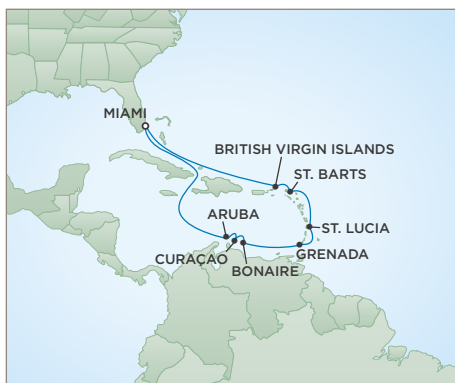 MIAMI
BRITISH VIRGIN ISLANDS
ST. BARTS
ARUBA
ST. LUCIA
CURAÇAO
GRENADA
BONAIRE